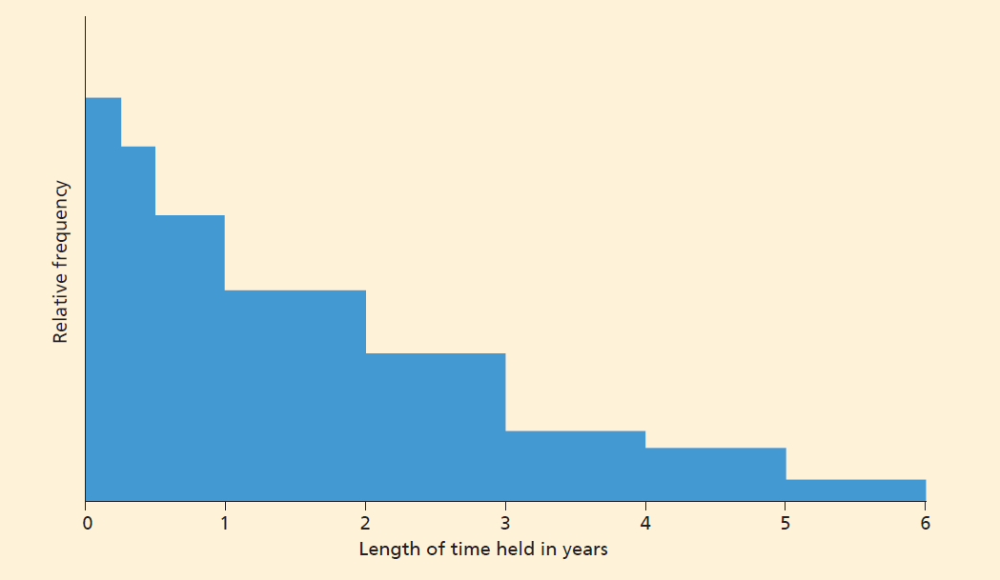 Relative frequency
0 1 2 3 4 5 6
Length of time held in years